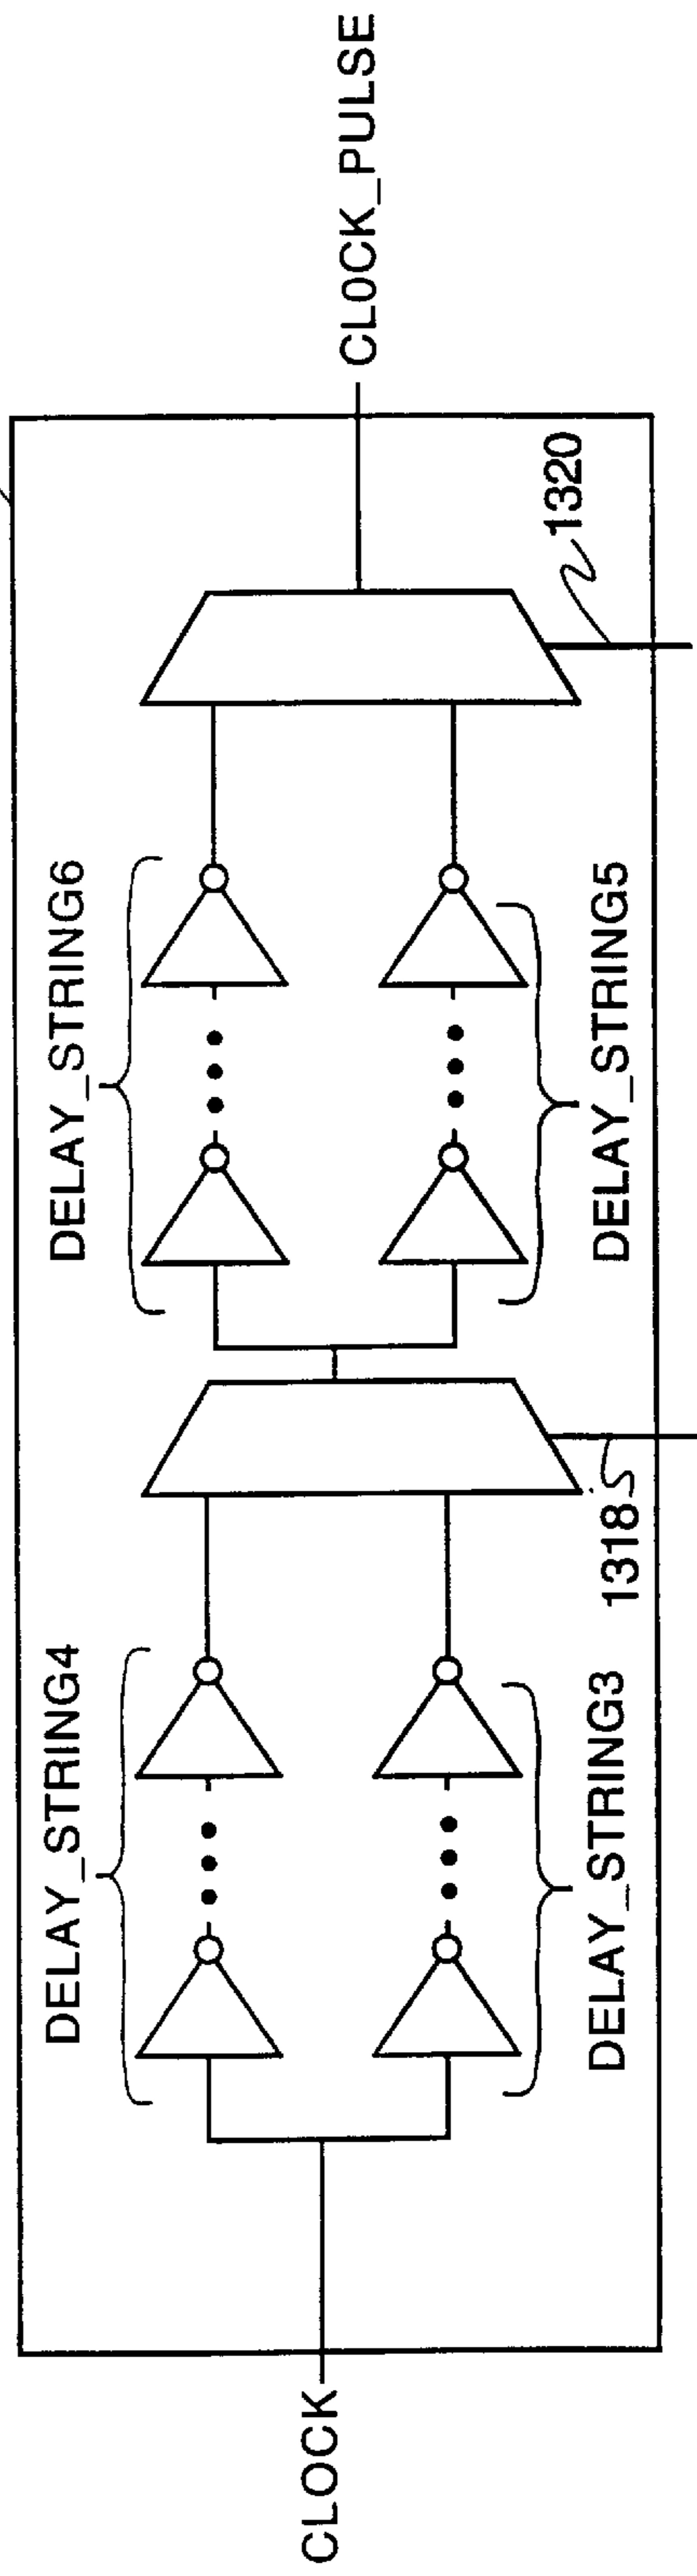 CLOCK
DELAY_STRING4
DELAY_STRING3
1318
DELAY_STRING6
DELAY_STRING5
1320
CLOCK_PULSE